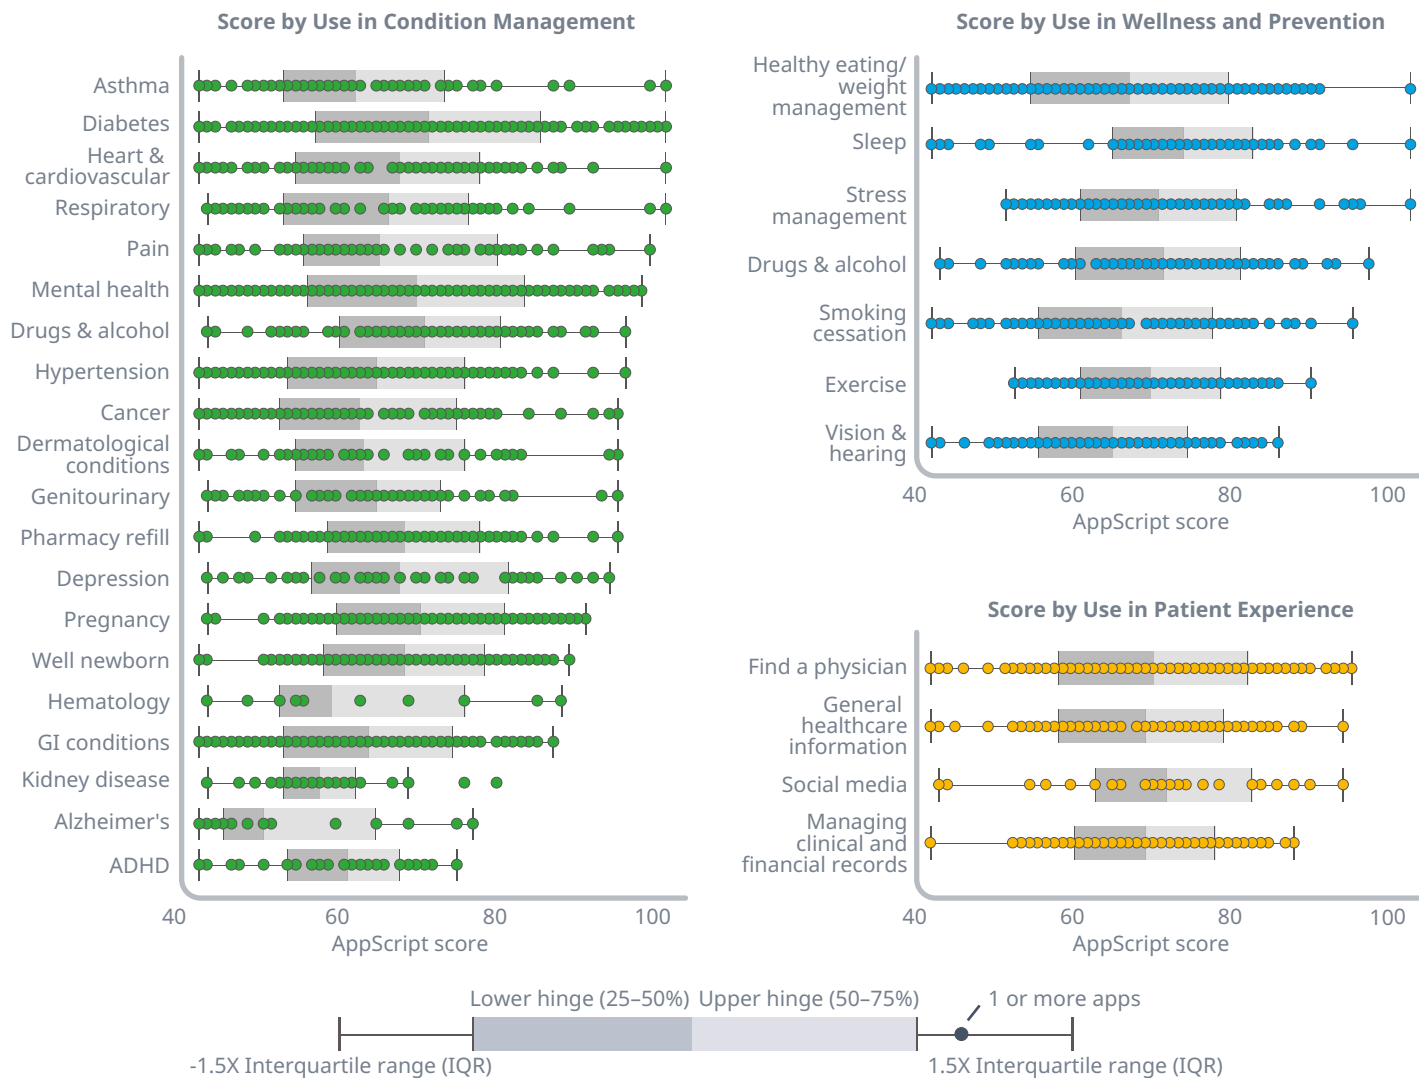 Score by Use in Condition Management
Asthma
Diabetes
Heart &
cardiovascular
Respiratory
Pain
Mental health
Drugs & alcohol
Hypertension
Cancer
Dermatological
conditions
Genitourinary
Pharmacy refill
Depression
Pregnancy
Well newborn
Hematology
GI conditions
Kidney disease
Alzheimer's
ADHD
40 60 80 100
AppScript score
Score by Use in Wellness and Prevention
Healthy eating/
weight
management
Sleep
Stress
management
Drugs & alcohol
Smoking
cessation
Exercise
Vision &
hearing
40 60 80 100
AppScript score
Score by Use in Patient Experience
Find a physician
General
healthcare
information
Social media
Managing
clinical and
financial records
40 60 80 100
AppScript score
Lower hinge (25–50%) Upper hinge (50–75%) 1 or more apps
-1.5X Interquartile range (IQR) 1.5X Interquartile range (IQR)